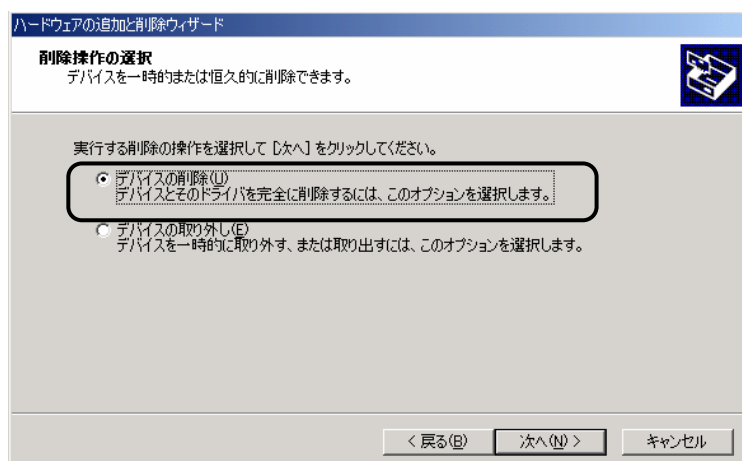 ハードウェアの追加と削除ウィザード
削除操作の選択
デバイスを一時的または恒久的に削除できます。
実行する削除の操作を選択して [次へ] をクリックしてください。
デバイスの削除(U)
デバイスとそのドライバを完全に削除するには、このオプションを選択します。
デバイスの取り外し(E)
デバイスを一時的に取り外す、または取り出すには、このオプションを選択します。
< 戻る(B)
次へ(N) >
キャンセル